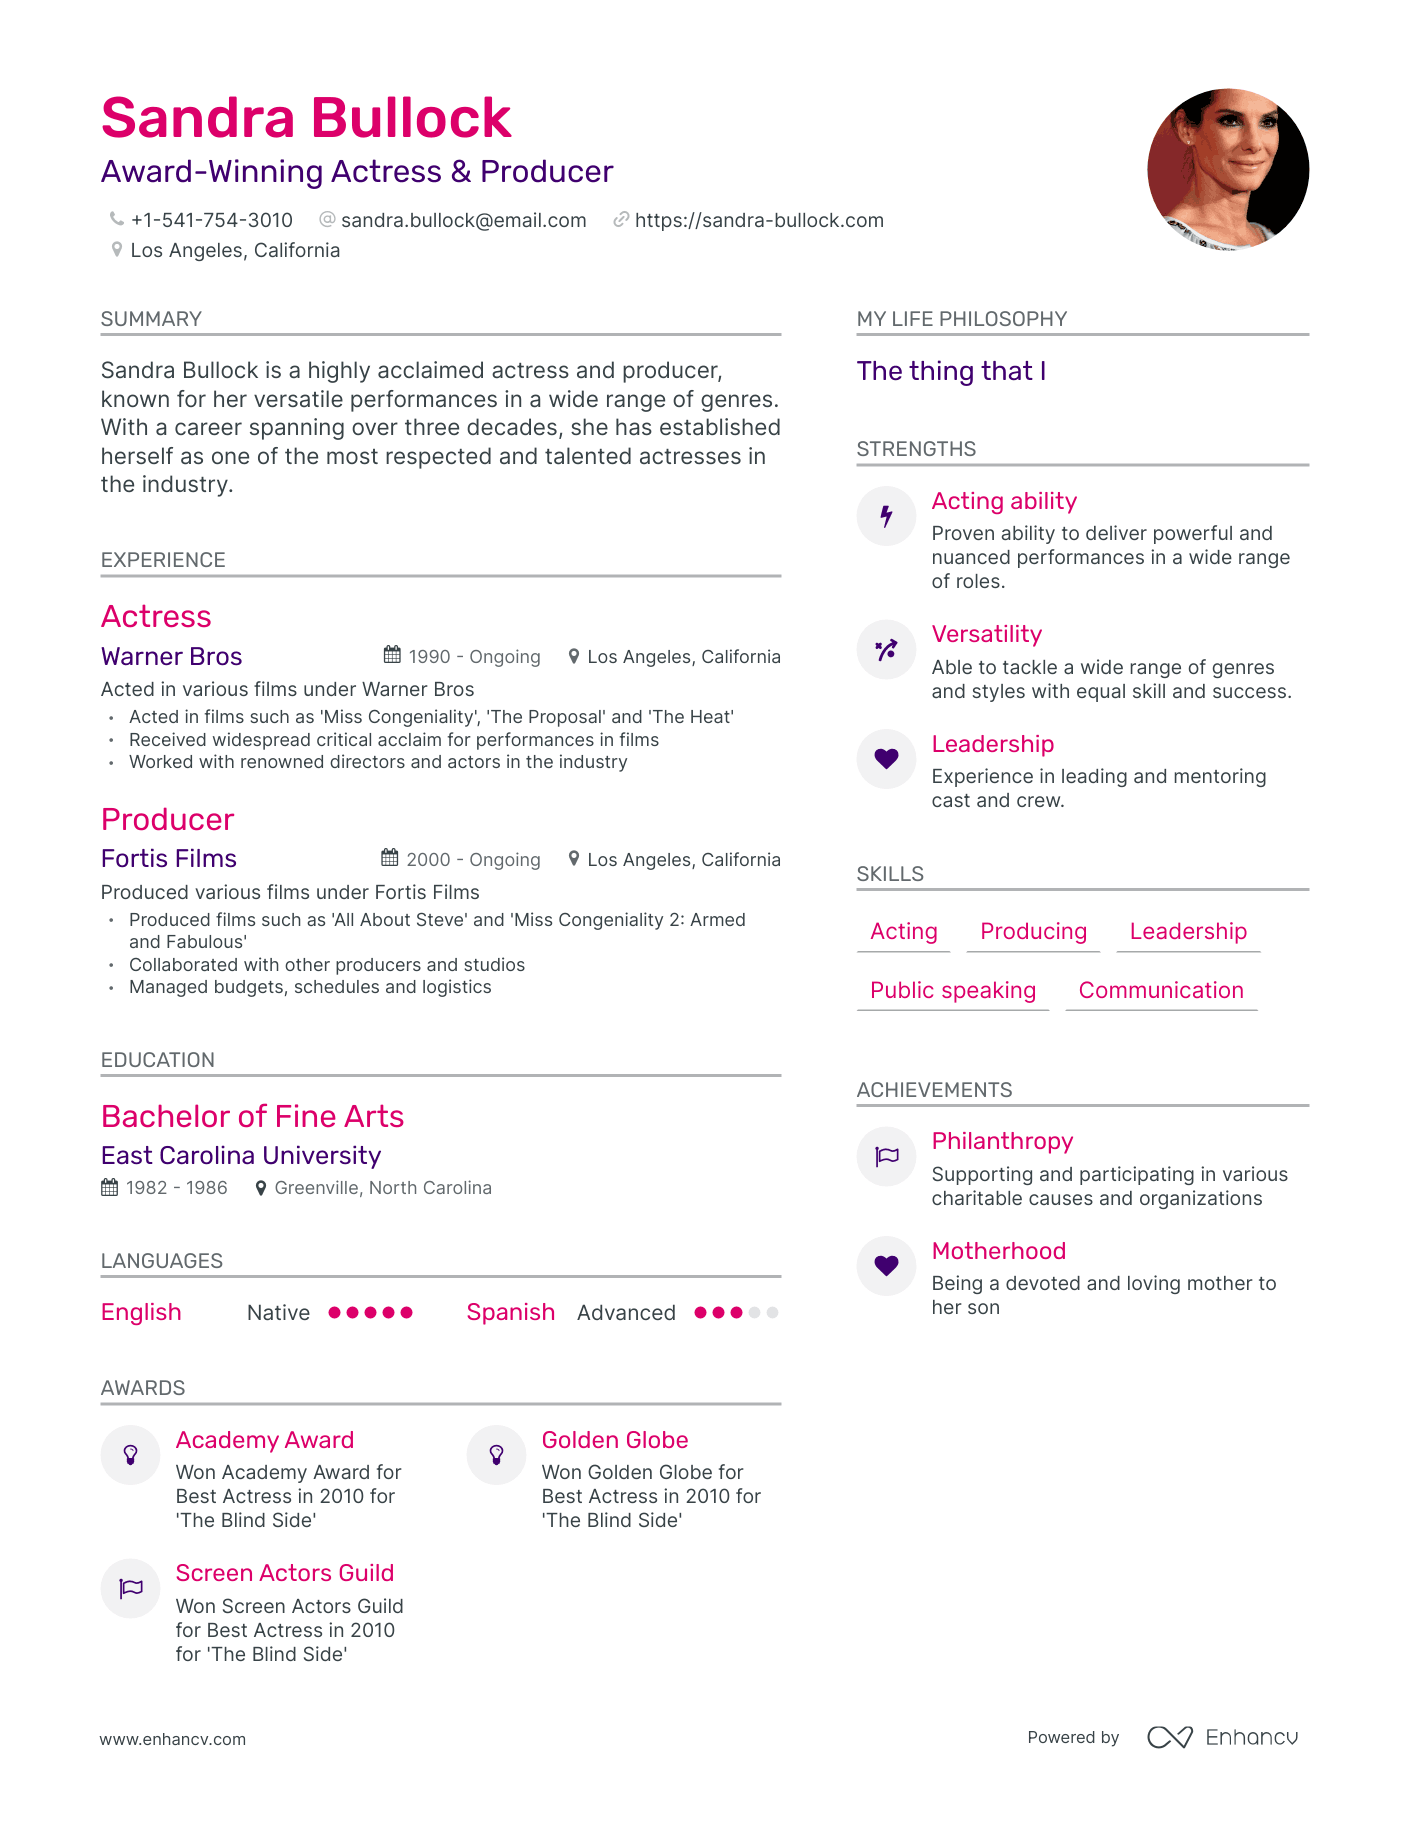 Sandra Bullock
Award-Winning Actress & Producer
+1-541-754-3010 @ sandra.bullock@email.com https://sandra-bullock.com
Los Angeles, California
SUMMARY
Sandra Bullock is a highly acclaimed actress and producer,
known for her versatile performances in a wide range of genres.
With a career spanning over three decades, she has established
herself as one of the most respected and talented actresses in
the industry.
EXPERIENCE
Actress
Warner Bros 1990 - Ongoing Los Angeles, California
Acted in various films under Warner Bros
• Acted in films such as 'Miss Congeniality', 'The Proposal' and 'The Heat'
• Received widespread critical acclaim for performances in films
• Worked with renowned directors and actors in the industry
Producer
Fortis Films 2000 - Ongoing Los Angeles, California
Produced various films under Fortis Films
• Produced films such as 'All About Steve' and 'Miss Congeniality 2: Armed
and Fabulous'
• Collaborated with other producers and studios
• Managed budgets, schedules and logistics
EDUCATION
Bachelor of Fine Arts
East Carolina University
1982 - 1986 Greenville, North Carolina
LANGUAGES
English Native Spanish Advanced
AWARDS
Academy Award
Won Academy Award for
Best Actress in 2010 for
'The Blind Side'
Golden Globe
Won Golden Globe for
Best Actress in 2010 for
'The Blind Side'
Screen Actors Guild
Won Screen Actors Guild
for Best Actress in 2010
for 'The Blind Side'
MY LIFE PHILOSOPHY
The thing that I
STRENGTHS
Acting ability
Proven ability to deliver powerful and
nuanced performances in a wide range
of roles.
Versatility
Able to tackle a wide range of genres
and styles with equal skill and success.
Leadership
Experience in leading and mentoring
cast and crew.
SKILLS
Acting Producing Leadership
Public speaking Communication
ACHIEVEMENTS
Philanthropy
Supporting and participating in various
charitable causes and organizations
Motherhood
Being a devoted and loving mother to
her son
www.enhancv.com
Powered by Enhancv